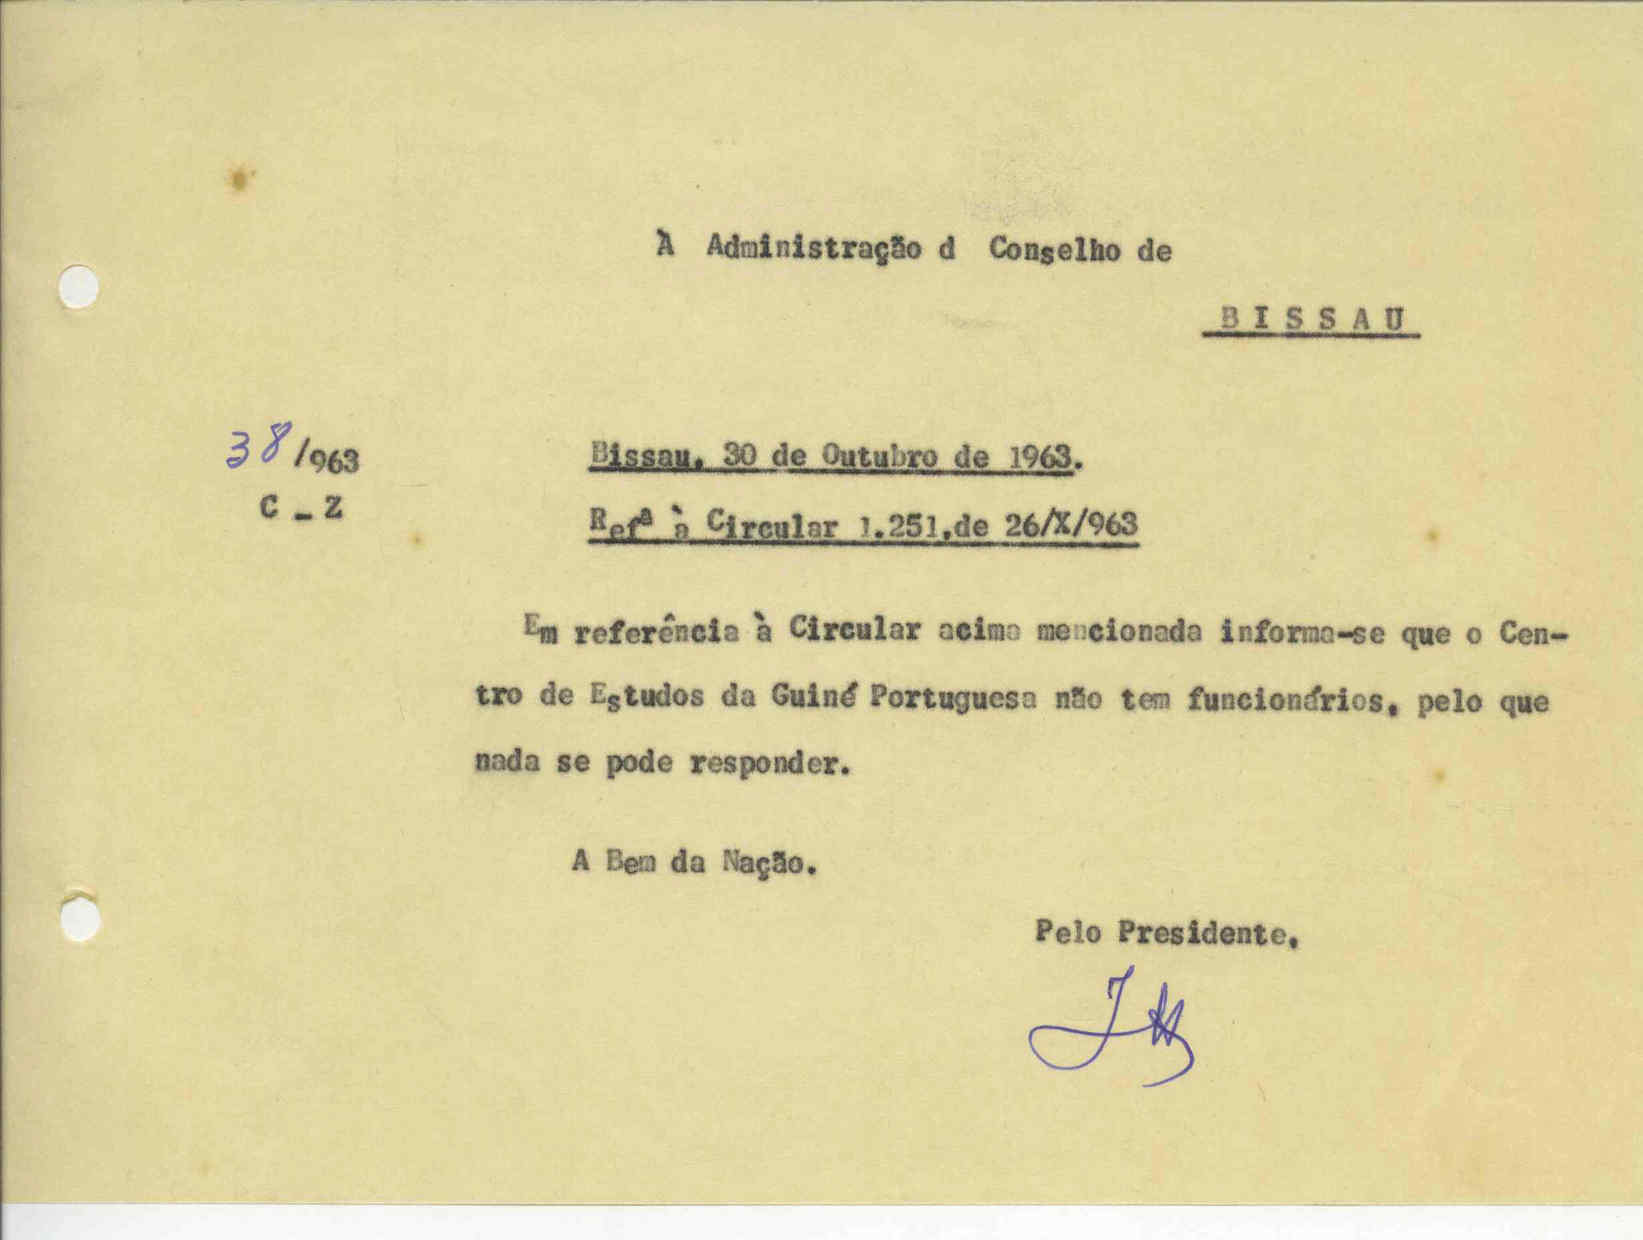 À Administração d Conselho de
B I S S A U
38/963
C - Z
Bissau, 30 de Outubro de 1963.
Refª à Circular 1.251,de 26/X/963
Em referência à Circular acima mencionada informa-se que o Cen-
tro de Estudos da Guiné Portuguesa não tem funcionários, pelo que
nada se pode responder.
A Bem da Nação.
Pelo Presidente,